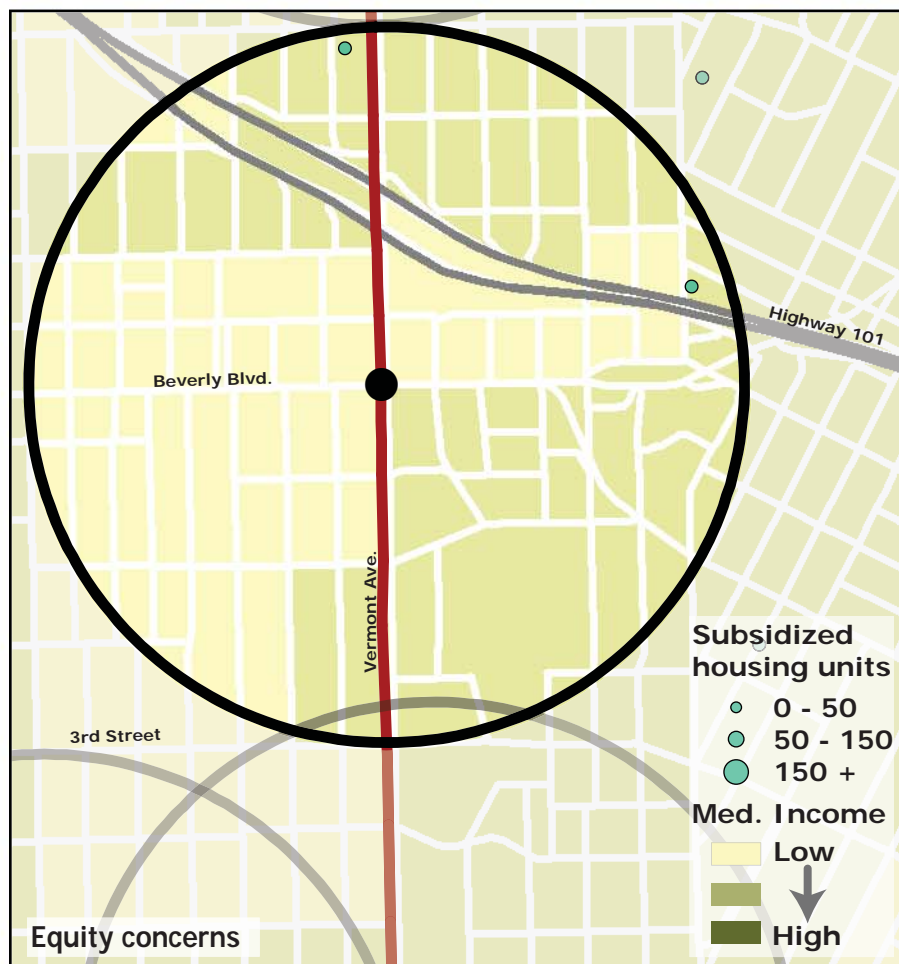 Highway 101
Beverly Blvd.
Vermont Ave.
3rd Street
Subsidized
housing units
0 - 50
50 - 150
150 +
Med. Income
Low
High
Equity concerns